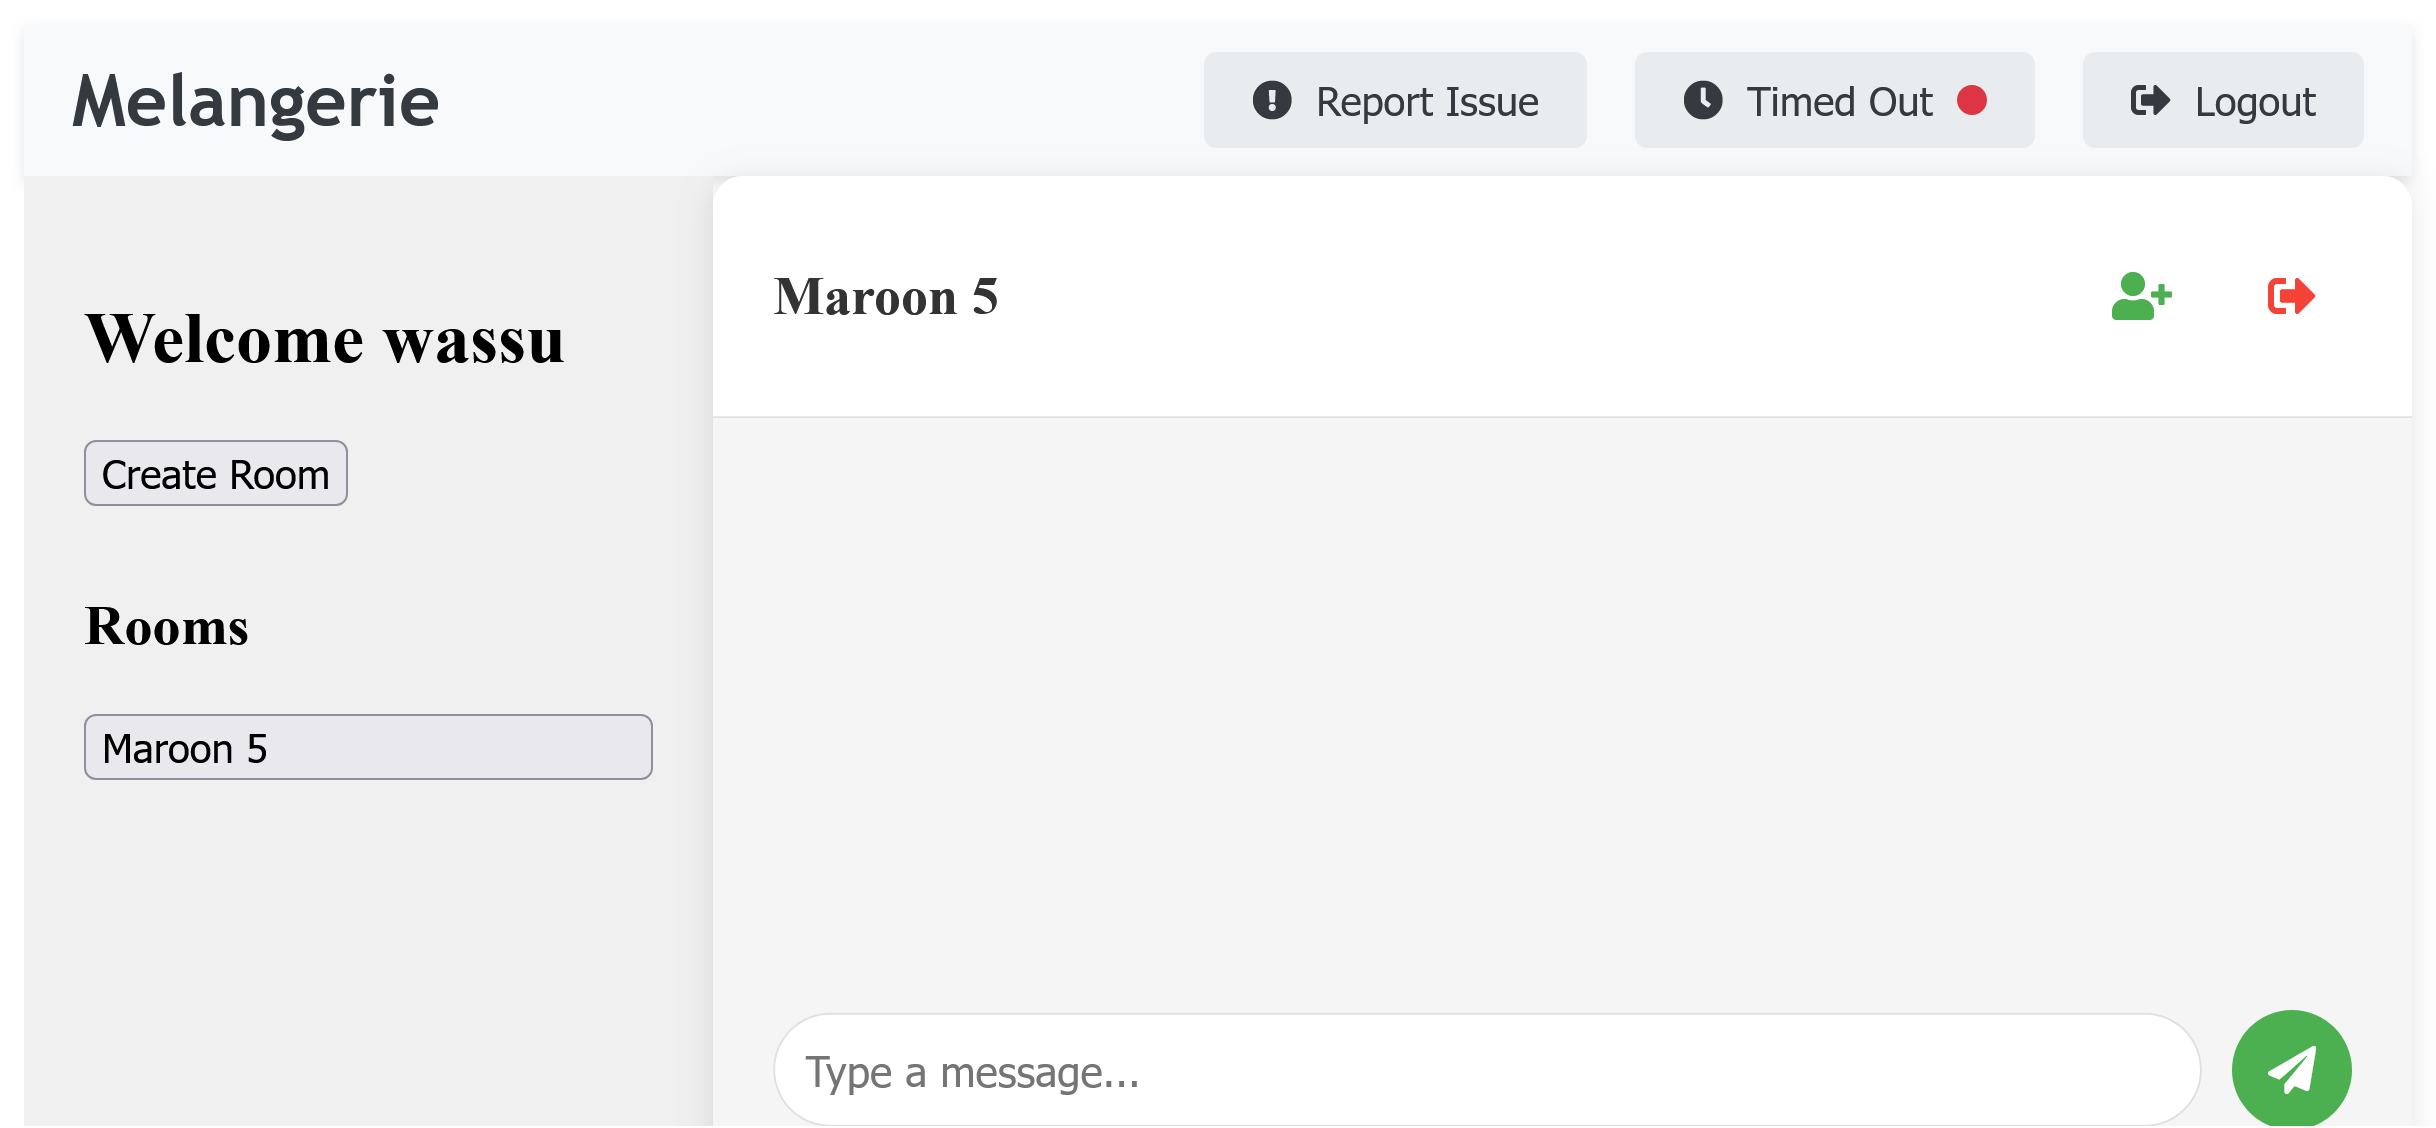 Melangerie
Report Issue
Timed Out
Logout
Welcome wassu
Create Room
Rooms
Maroon 5
Maroon 5
Type a message...